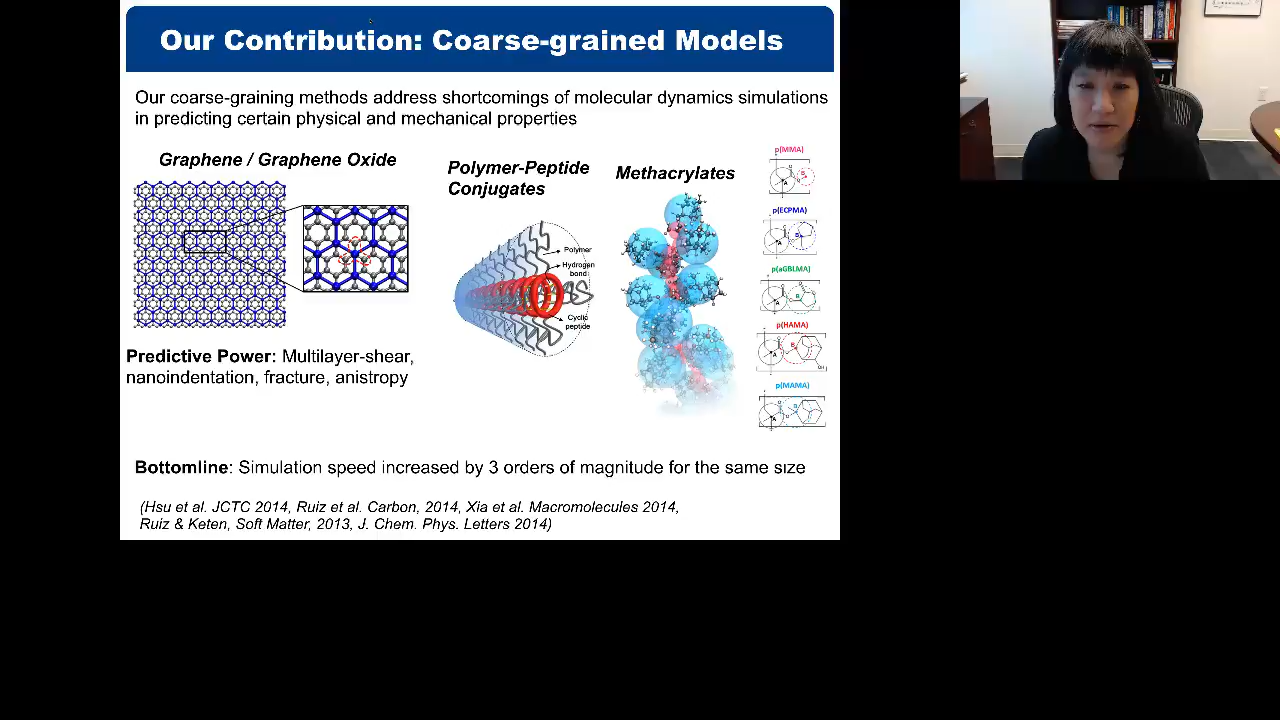 Our Contribution: Coarse-grained Models
Our coarse-graining methods address shortcomings of molecular dynamics simulations
in predicting certain physical and mechanical properties
Graphene / Graphene Oxide
Polymer-Peptide
Conjugates
Methacrylates
p(MMA)
p(ECPMA)
p(aGBLMA)
p(HAMA)
p(MAMA)
Polymer
Hydrogen
bond
Cyclic
peptide
Predictive Power: Multilayer-shear,
nanoindentation, fracture, anistropy
Bottomline: Simulation speed increased by 3 orders of magnitude for the same size
(Hsu et al. JCTC 2014, Ruiz et al. Carbon, 2014, Xia et al. Macromolecules 2014,
Ruiz & Keten, Soft Matter, 2013, J. Chem. Phys. Letters 2014)